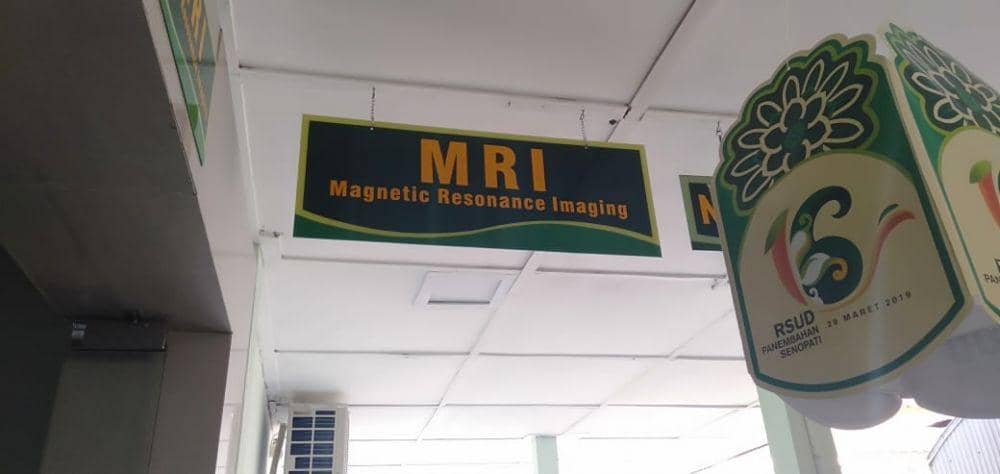 MRI
Magnetic Resonance Imaging
RSUD
PANEMBAHAN
SENOPATI
29 MARET 2019